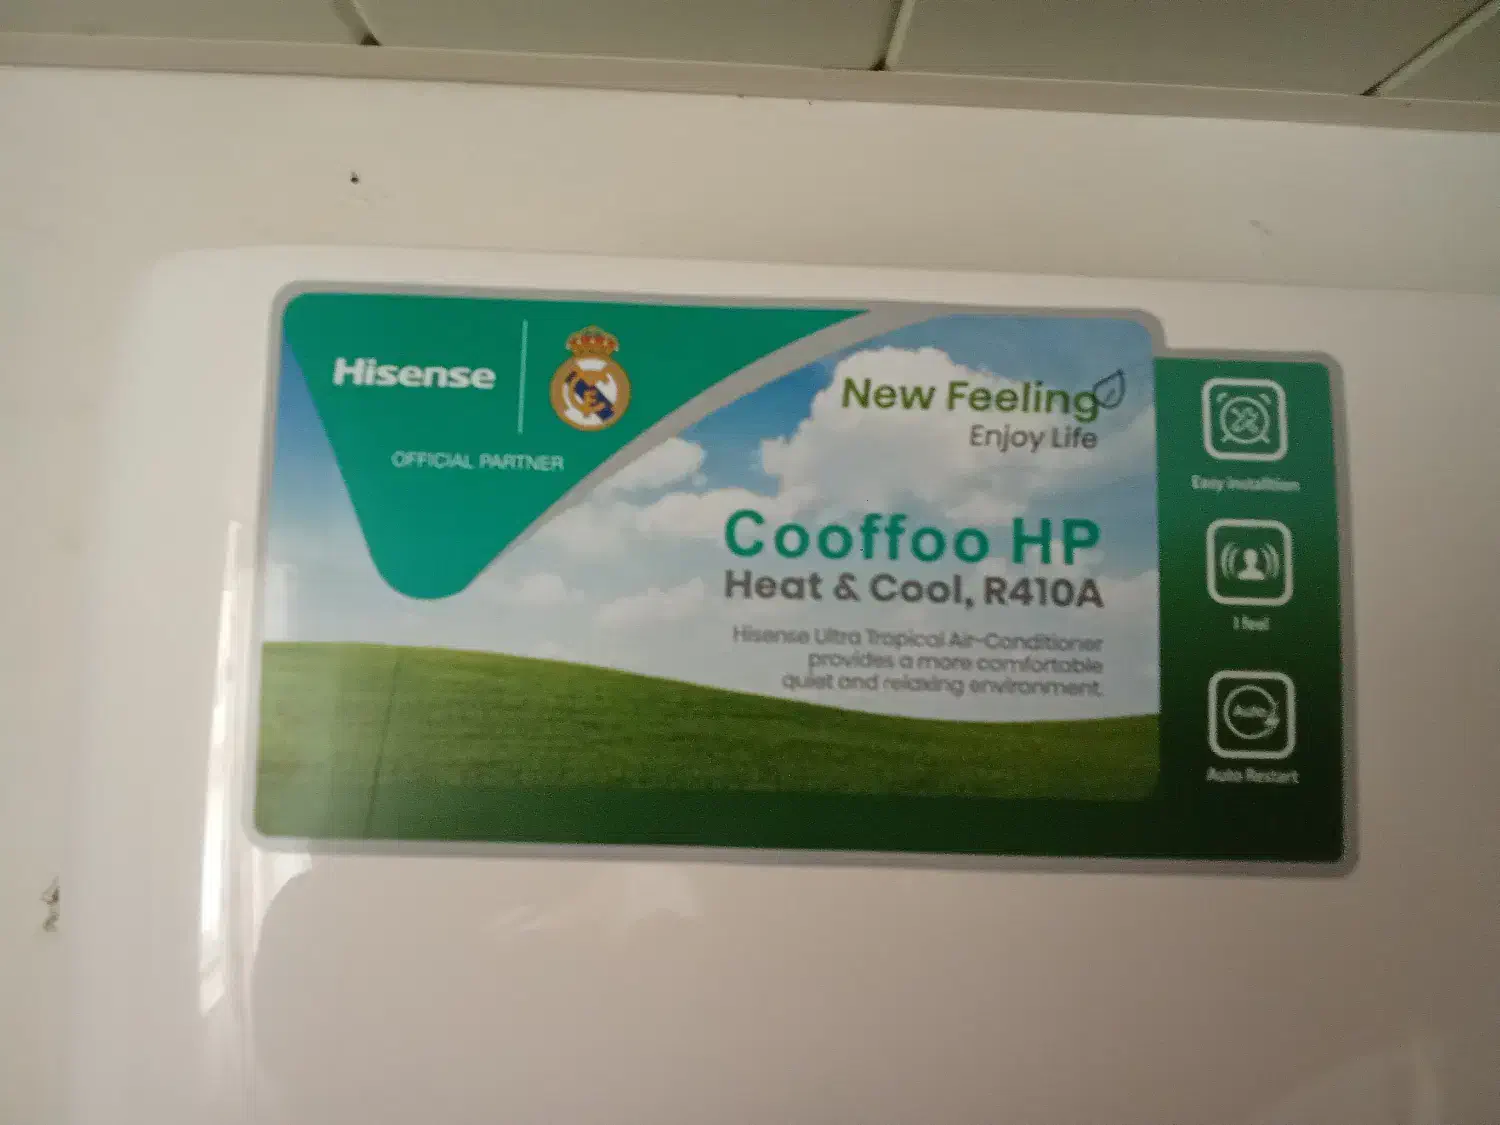 Hisense
OFFICIAL PARTNER
New Feeling
Enjoy Life
Cooffoo HP
Heat & Cool, R410A
Hisense Ultra Tropical Air-Conditioner
provides a more comfortable
quiet and relaxing environment.
Easy installtion
I feel
Auto
Auto Restart